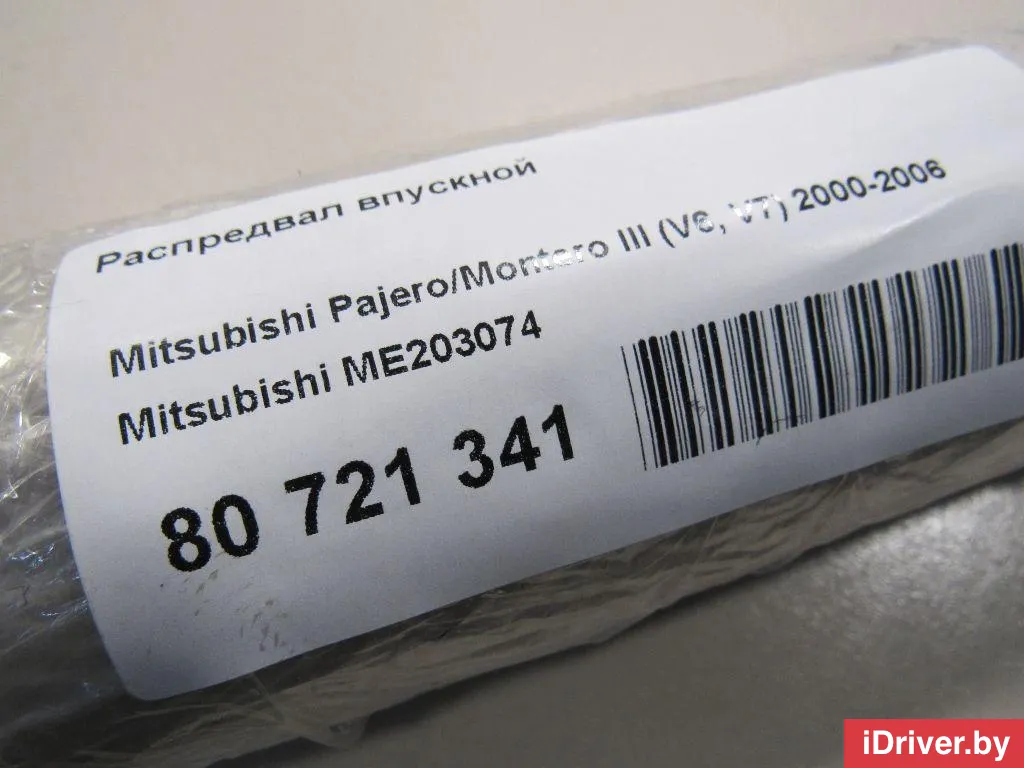 Распредвал впускной
Mitsubishi Pajero/Montero III (V6, V7) 2000-2006
Mitsubishi ME203074
80 721 341
iDriver.by